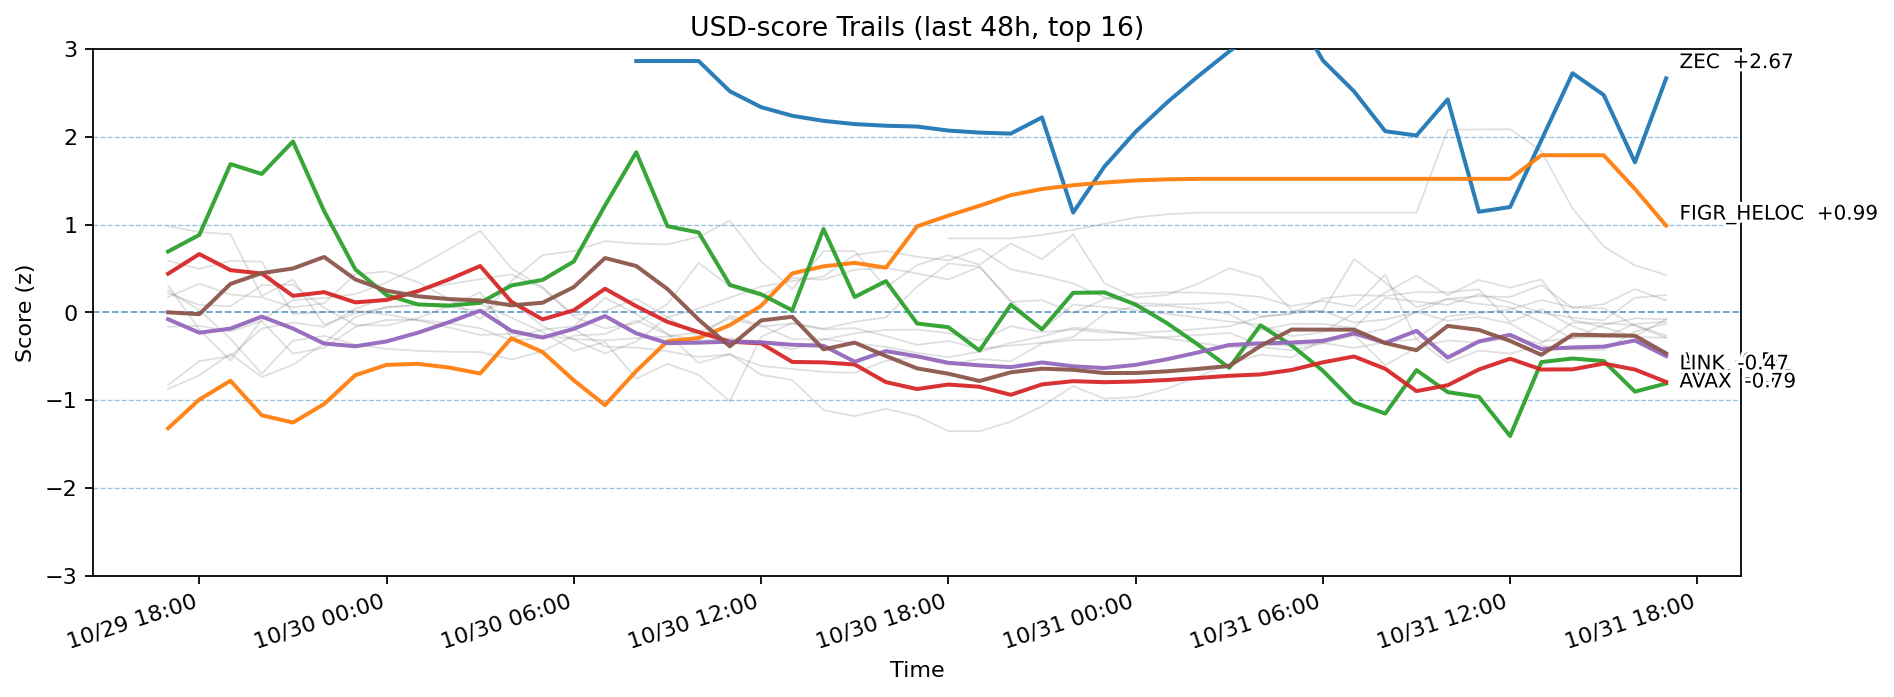 USD-score Trails (last 48h, top 16)
Score (z)
3
2
1
0
−1
−2
−3
ZEC +2.67
FIGR_HELOC +0.99
LINK -0.47
AVAX -0.79
10/29 18:00
10/30 00:00
10/30 06:00
10/30 12:00
10/30 18:00
10/31 00:00
10/31 06:00
10/31 12:00
10/31 18:00
Time